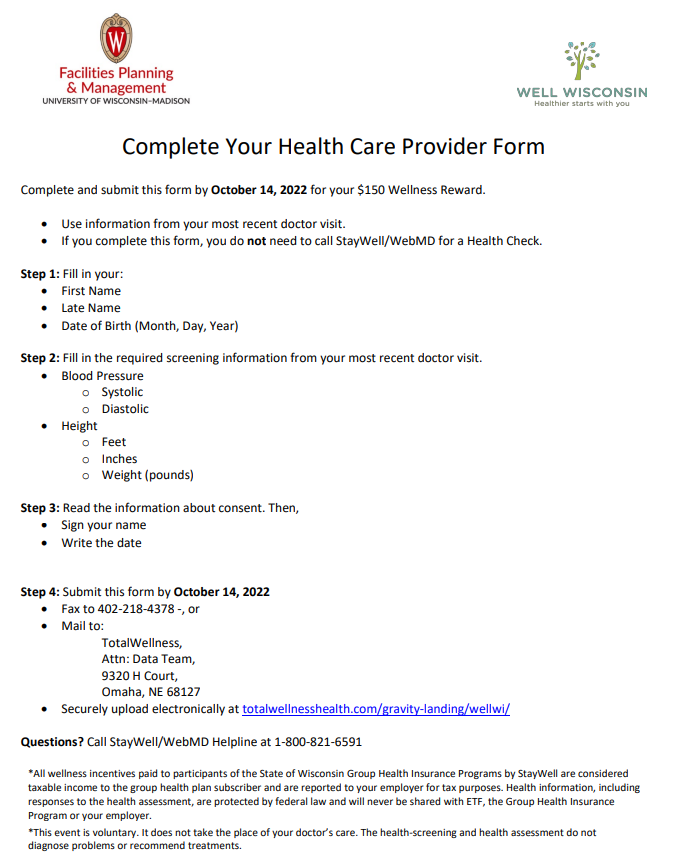 W
Facilities Planning
& Management
UNIVERSITY OF WISCONSIN–MADISON
WELL WISCONSIN
Healthier starts with you
Complete Your Health Care Provider Form
Complete and submit this form by October 14, 2022 for your $150 Wellness Reward.
• Use information from your most recent doctor visit.
• If you complete this form, you do not need to call StayWell/WebMD for a Health Check.
Step 1: Fill in your:
• First Name
• Late Name
• Date of Birth (Month, Day, Year)
Step 2: Fill in the required screening information from your most recent doctor visit.
• Blood Pressure
o Systolic
o Diastolic
• Height
o Feet
o Inches
o Weight (pounds)
Step 3: Read the information about consent. Then,
• Sign your name
• Write the date
Step 4: Submit this form by October 14, 2022
• Fax to 402-218-4378 -, or
• Mail to:
TotalWellness,
Attn: Data Team,
9320 H Court,
Omaha, NE 68127
• Securely upload electronically at totalwellnesshealth.com/gravity-landing/wellwi/
Questions? Call StayWell/WebMD Helpline at 1-800-821-6591
*All wellness incentives paid to participants of the State of Wisconsin Group Health Insurance Programs by StayWell are considered
taxable income to the group health plan subscriber and are reported to your employer for tax purposes. Health information, including
responses to the health assessment, are protected by federal law and will never be shared with ETF, the Group Health Insurance
Program or your employer.
*This event is voluntary. It does not take the place of your doctor's care. The health-screening and health assessment do not
diagnose problems or recommend treatments.